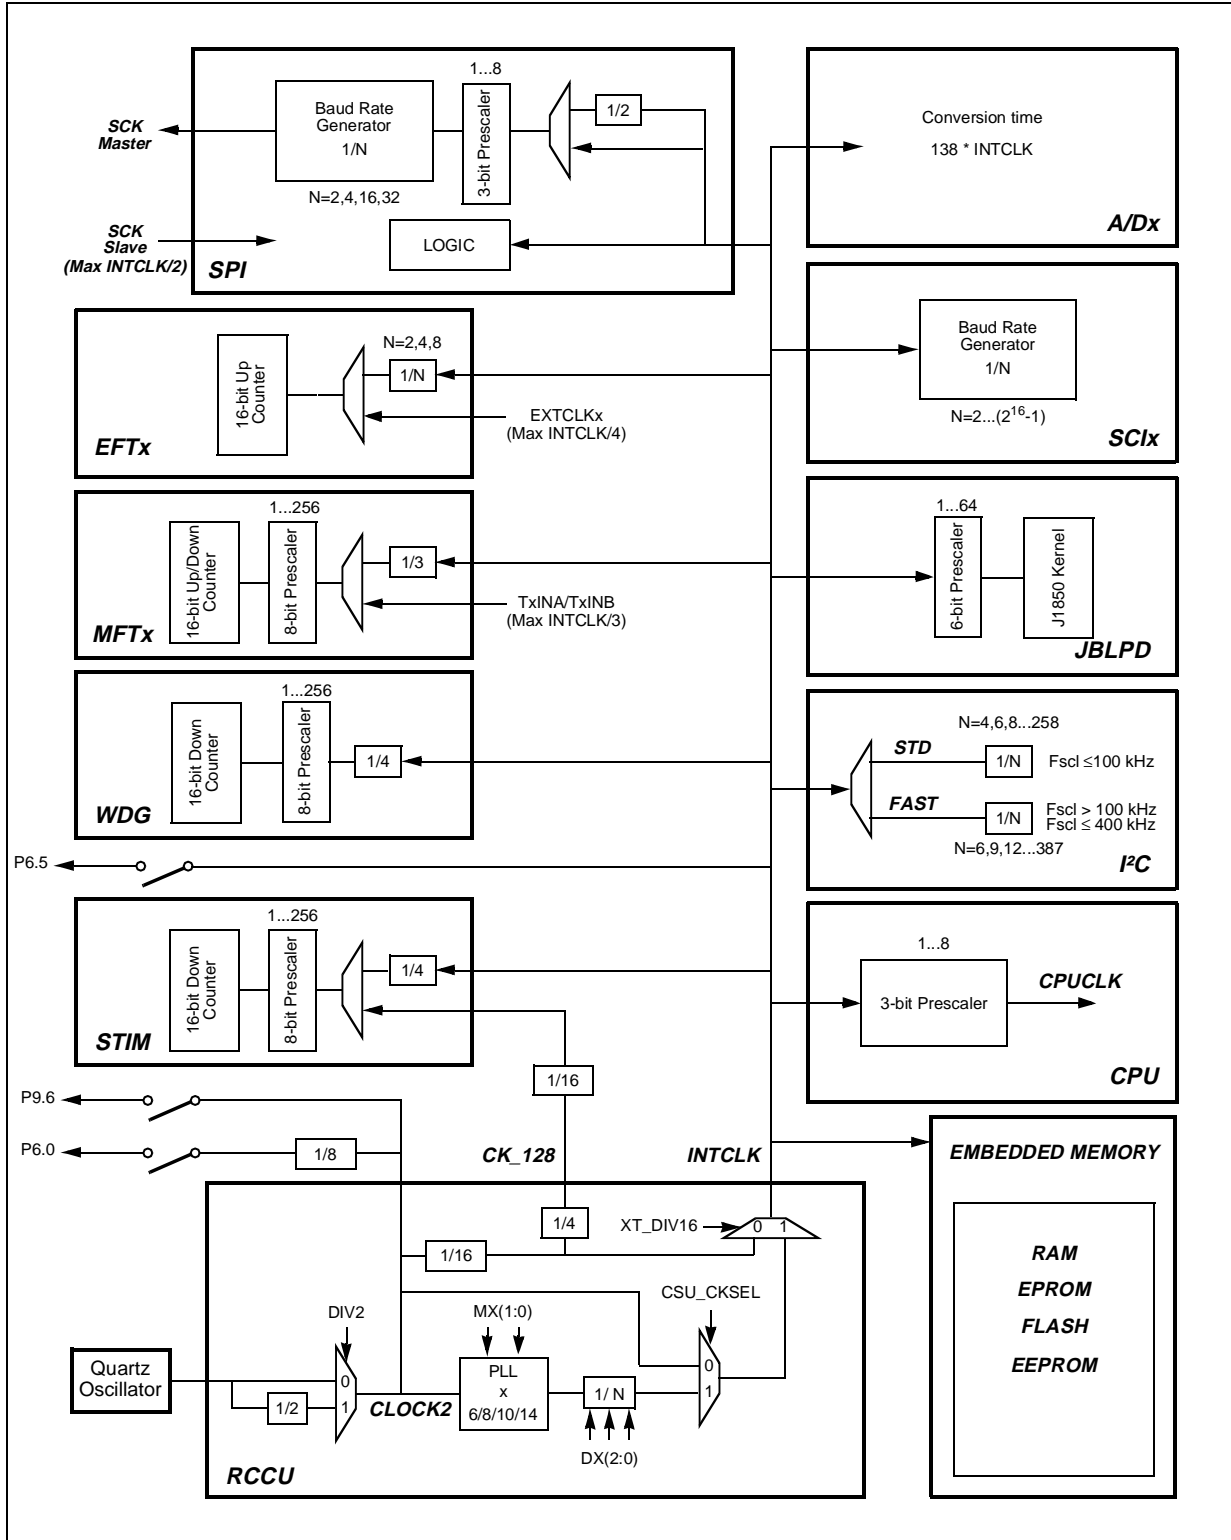 1...8
Baud Rate
Generator
1/N
3-bit Prescaler
1/2
SCK
Master
N=2,4,16,32
SCK
Slave
(Max INTCLK/2)
LOGIC
SPI
Conversion time
138 * INTCLK
A/Dx
16-bit Up
Counter
N=2,4,8
1/N
EXTCLKx
(Max INTCLK/4)
EFTx
Baud Rate
Generator
1/N
N=2...(2¹⁶-1)
SCIx
1...256
16-bit Up/Down
Counter
8-bit Prescaler
1/3
TxINA/TxINB
(Max INTCLK/3)
MFTx
1...64
6-bit Prescaler
J1850 Kernel
JBLPD
1...256
16-bit Down
Counter
8-bit Prescaler
1/4
WDG
N=4,6,8...258
STD
1/N
Fscl ≤100 kHz
FAST
1/N
Fscl > 100 kHz
Fscl ≤ 400 kHz
N=6,9,12...387
I²C
P6.5
1...256
16-bit Down
Counter
8-bit Prescaler
1/4
STIM
1...8
3-bit Prescaler
CPUCLK
CPU
1/16
P9.6
P6.0
1/8
CK_128
INTCLK
EMBEDDED MEMORY
RAM
EPROM
FLASH
EEPROM
1/4
XT_DIV16
0 1
1/16
CSU_CKSEL
DIV2
MX(1:0)
Quartz
Oscillator
1/2
0
1
CLOCK2
PLL
x
6/8/10/14
1/ N
0
1
DX(2:0)
RCCU